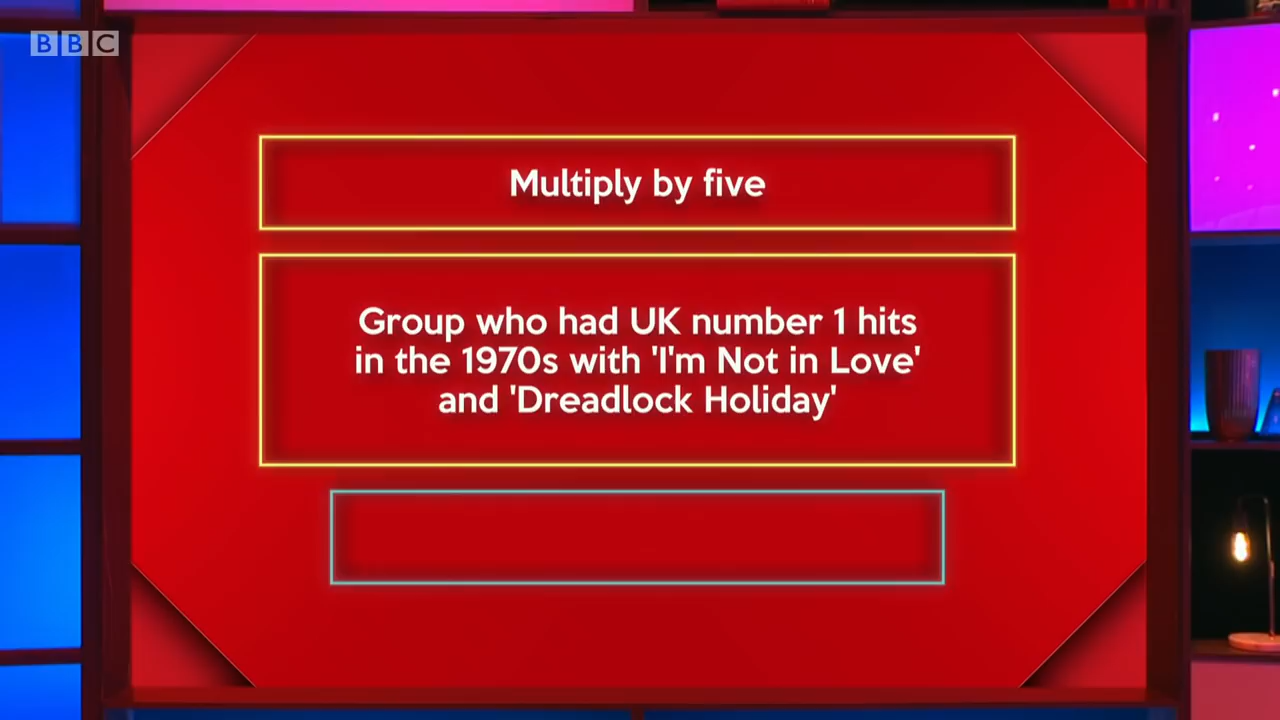 BBC
Multiply by five
Group who had UK number 1 hits
in the 1970s with 'I'm Not in Love'
and 'Dreadlock Holiday'